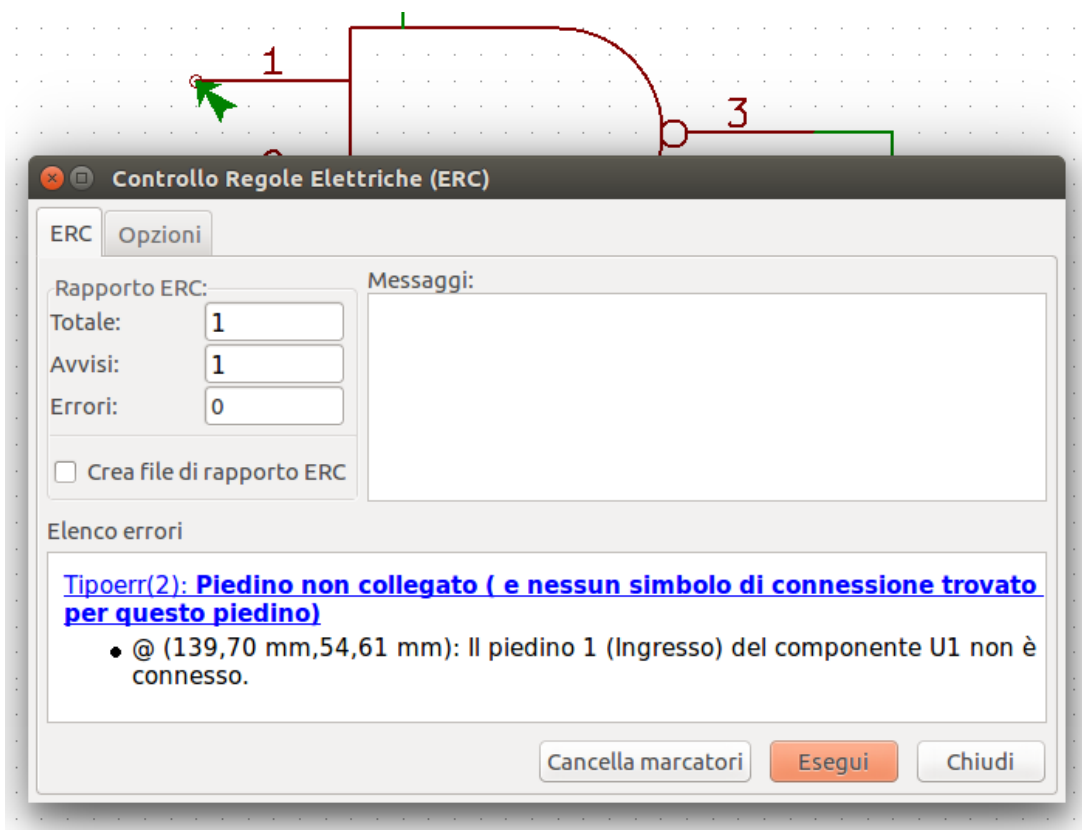 1
3
Controllo Regole Elettriche (ERC)
ERC Opzioni
Rapporto ERC:
Messaggi:
Totale: 1
Avvisi: 1
Errori: 0
Crea file di rapporto ERC
Elenco errori
Tipoerr(2): Piedino non collegato ( e nessun simbolo di connessione trovato
per questo piedino)
• @ (139,70 mm,54,61 mm): Il piedino 1 (Ingresso) del componente U1 non è
connesso.
Cancella marcatori Esegui Chiudi